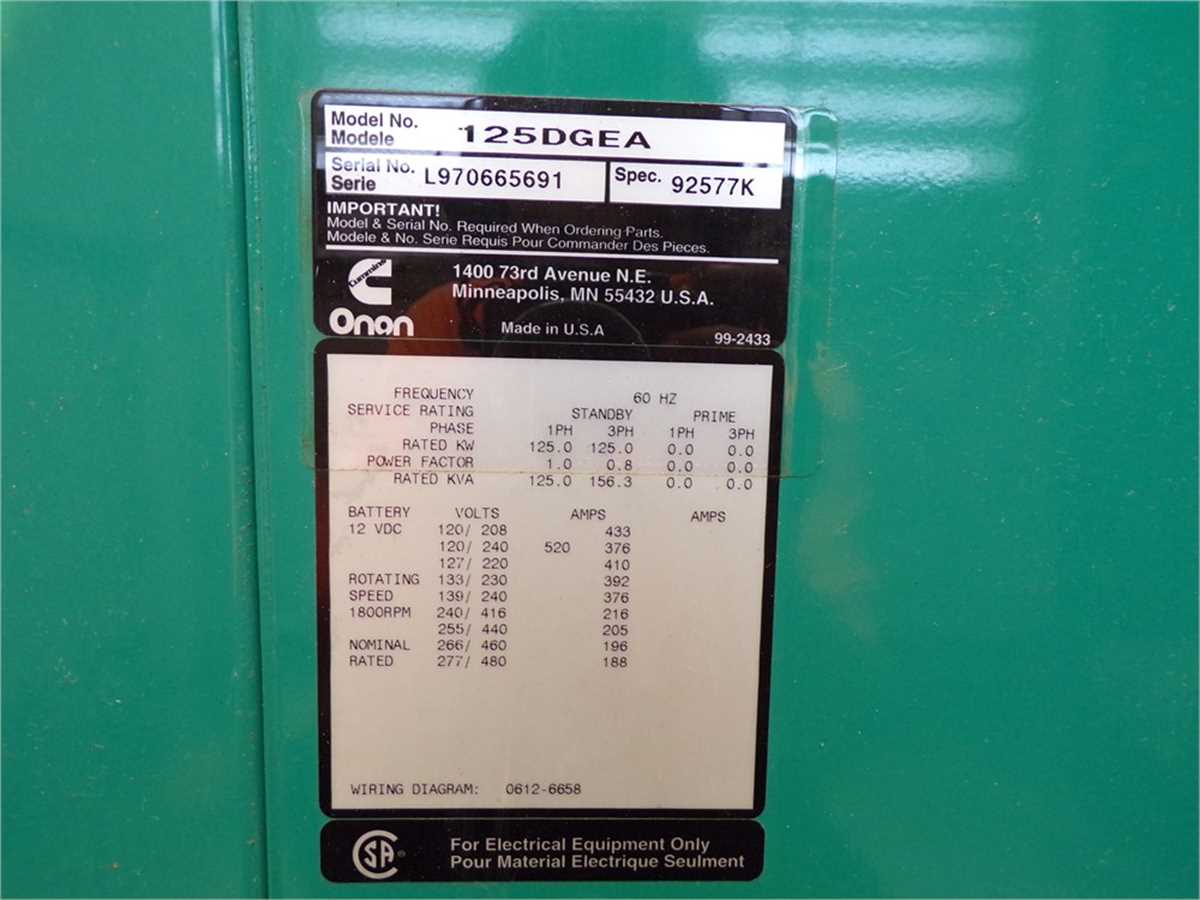 Model No.
Modele
125DGEA
Serial No.
Serie
L970665691
Spec. 92577K
IMPORTANT!
Model & Serial No. Required When Ordering Parts.
Modele & No. Serie Requis Pour Commander Des Pieces.
Cummins
Onan
1400 73rd Avenue N.E.
Minneapolis, MN 55432 U.S.A.
Made in U.S.A
99-2433
FREQUENCY 60 HZ
SERVICE RATING STANDBY PRIME
PHASE 1PH 3PH 1PH 3PH
RATED KW 125.0 125.0 0.0 0.0
POWER FACTOR 1.0 0.8 0.0 0.0
RATED KVA 125.0 156.3 0.0 0.0
BATTERY VOLTS AMPS AMPS
12 VDC 120/ 208 433
120/ 240 520 376
127/ 220 410
ROTATING 133/ 230 392
SPEED 139/ 240 376
1800RPM 240/ 416 216
255/ 440 205
NOMINAL 266/ 460 196
RATED 277/ 480 188
WIRING DIAGRAM: 0612-6658
SA ®
For Electrical Equipment Only
Pour Material Electrique Seulment